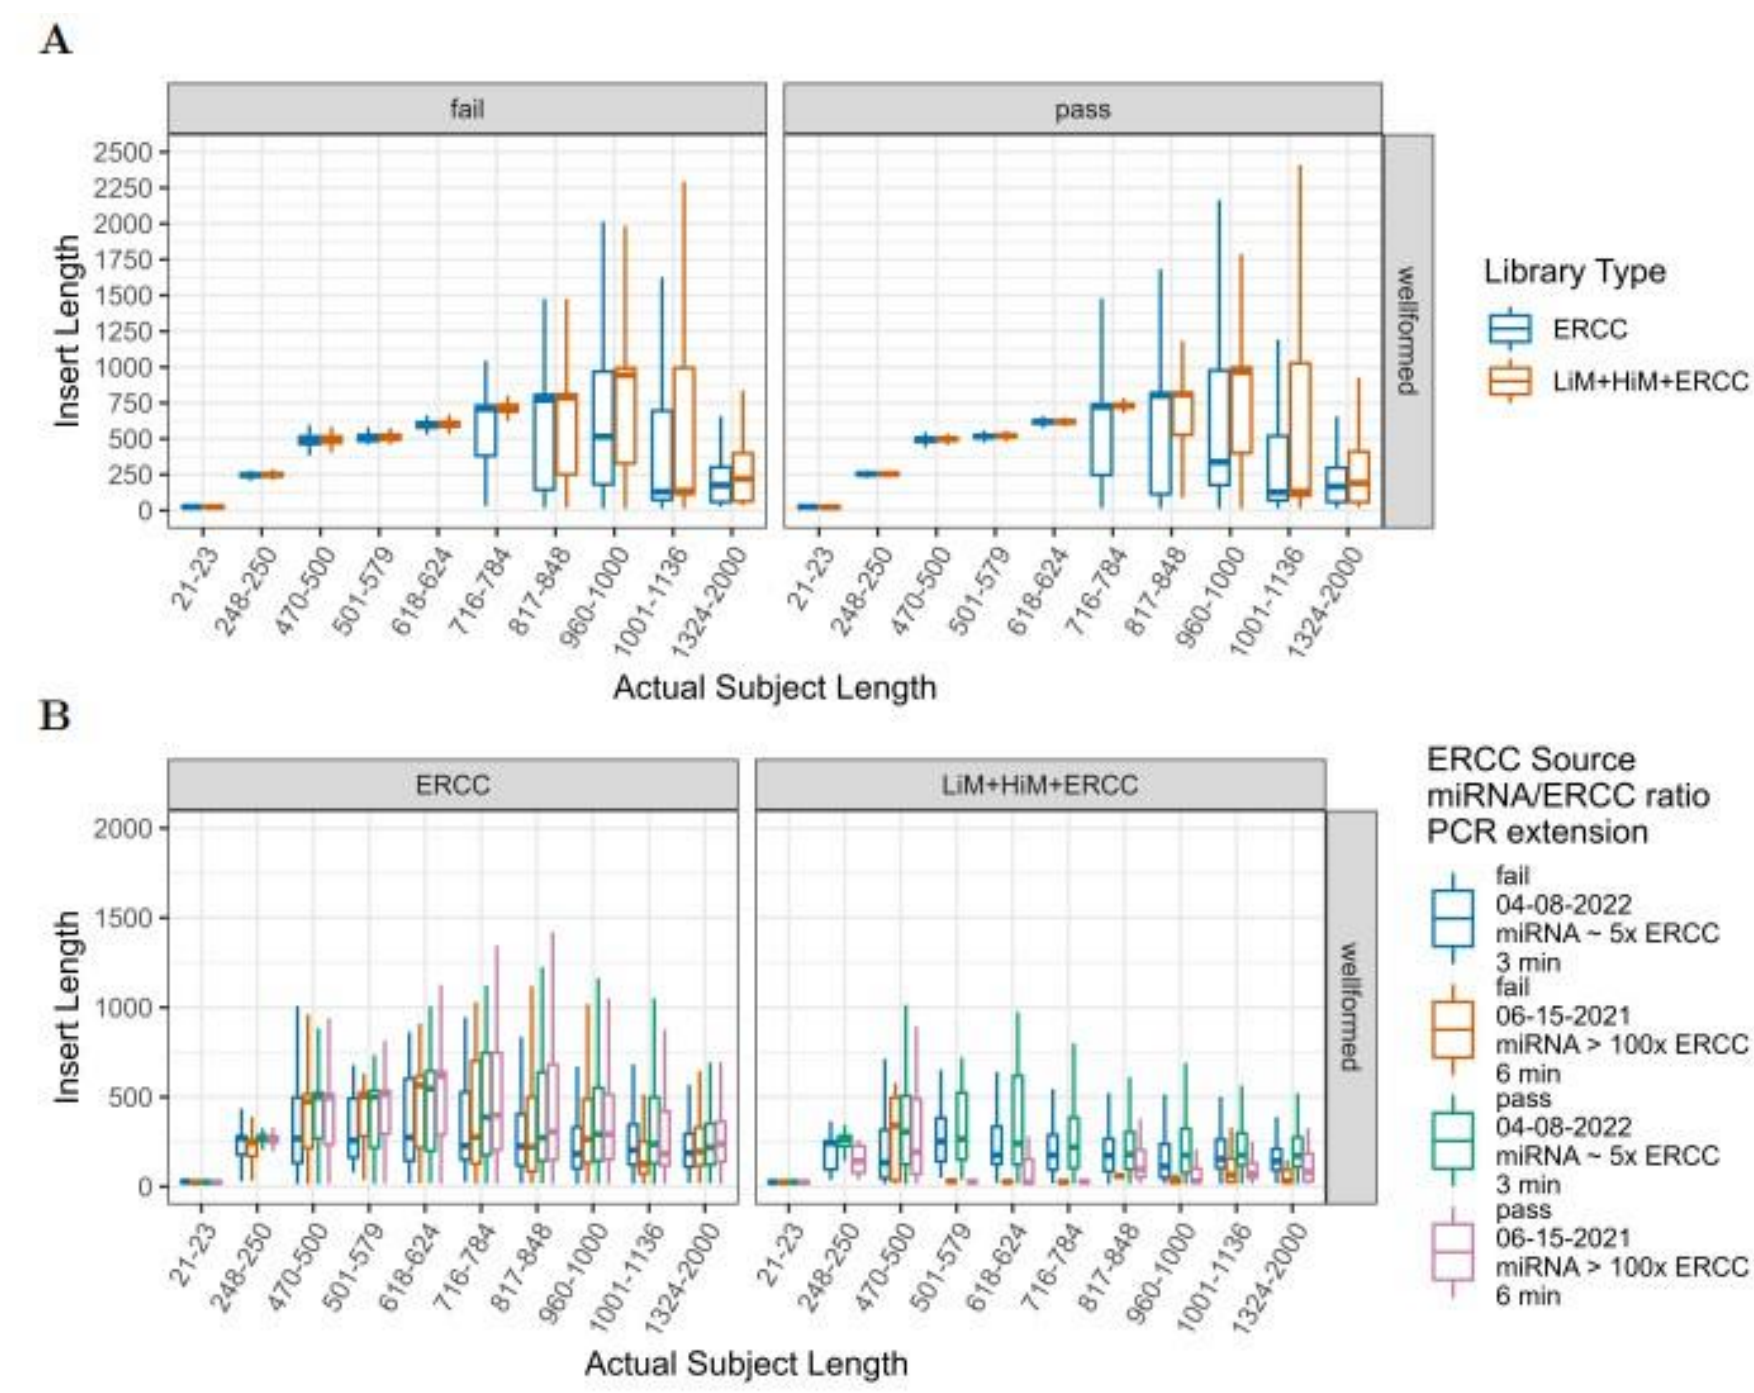 A
fail
pass
2500
2250
2000
1750
1500
1250
1000
750
500
250
0
Insert Length
wellformed
21-23
248-250
470-500
501-579
618-624
716-784
817-848
960-1000
1001-1136
1324-2000
21-23
248-250
470-500
501-579
618-624
716-784
817-848
960-1000
1001-1136
1324-2000
Actual Subject Length
Library Type
ERCC
LiM+HiM+ERCC
B
ERCC
LiM+HiM+ERCC
2000
1500
1000
500
0
Insert Length
wellformed
21-23
248-250
470-500
501-579
618-624
716-784
817-848
960-1000
1001-1136
1324-2000
21-23
248-250
470-500
501-579
618-624
716-784
817-848
960-1000
1001-1136
1324-2000
Actual Subject Length
ERCC Source
miRNA/ERCC ratio
PCR extension
fail
04-08-2022
miRNA ~ 5x ERCC
3 min
fail
06-15-2021
miRNA > 100x ERCC
6 min
pass
04-08-2022
miRNA ~ 5x ERCC
3 min
pass
06-15-2021
miRNA > 100x ERCC
6 min